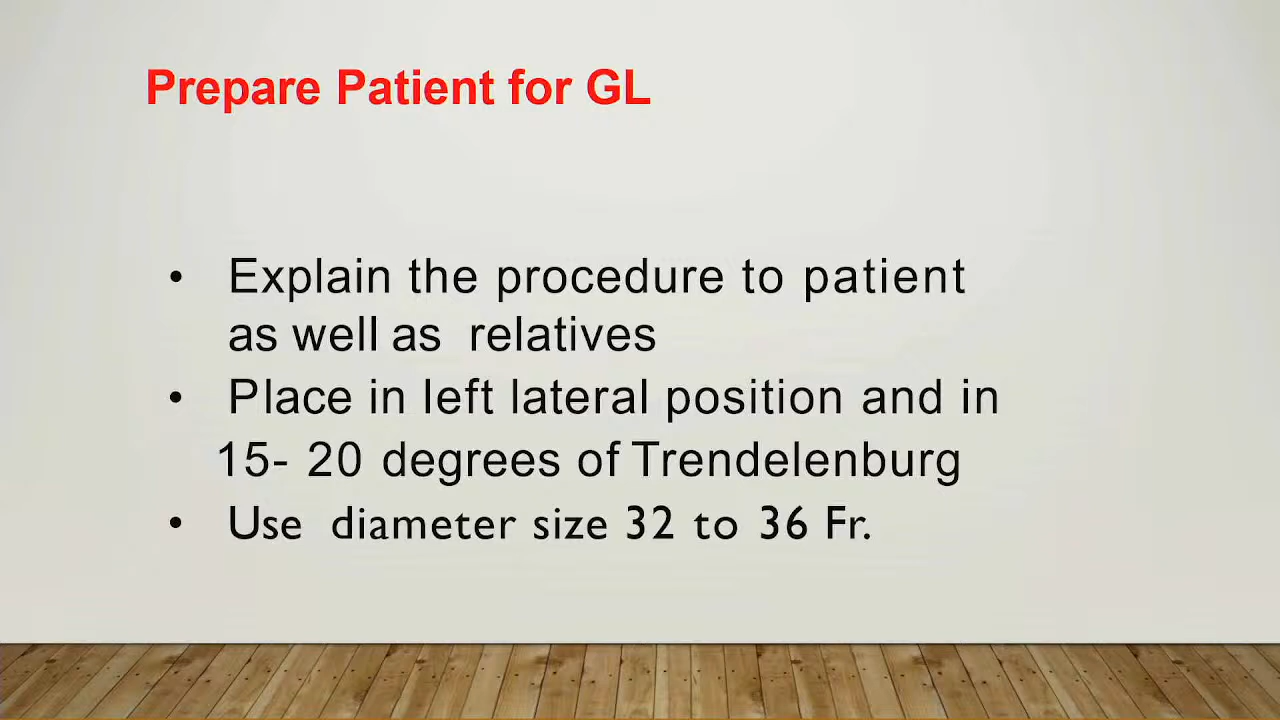 Prepare Patient for GL
• Explain the procedure to patient
as well as relatives
• Place in left lateral position and in
15- 20 degrees of Trendelenburg
• Use diameter size 32 to 36 Fr.